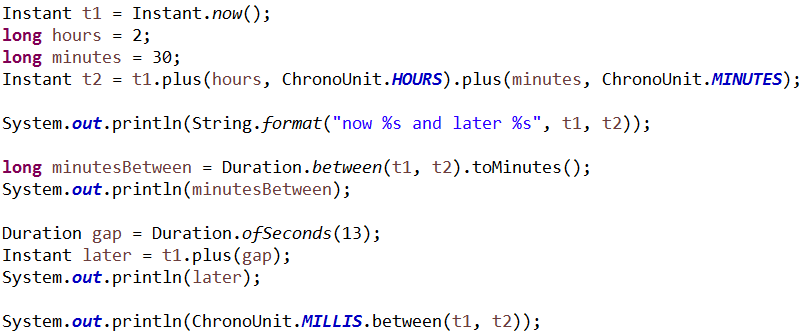 Instant t1 = Instant.now();
long hours = 2;
long minutes = 30;
Instant t2 = t1.plus(hours, ChronoUnit.HOURS).plus(minutes, ChronoUnit.MINUTES);
System.out.println(String.format("now %s and later %s", t1, t2));
long minutesBetween = Duration.between(t1, t2).toMinutes();
System.out.println(minutesBetween);
Duration gap = Duration.ofSeconds(13);
Instant later = t1.plus(gap);
System.out.println(later);
System.out.println(ChronoUnit.MILLIS.between(t1, t2));